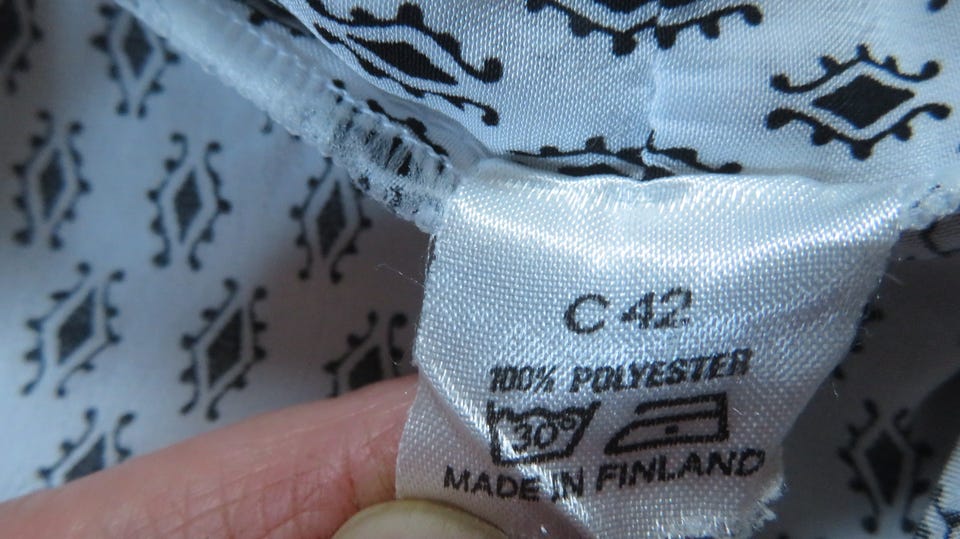 C 42
100% POLYESTER
30°
MADE IN FINLAND